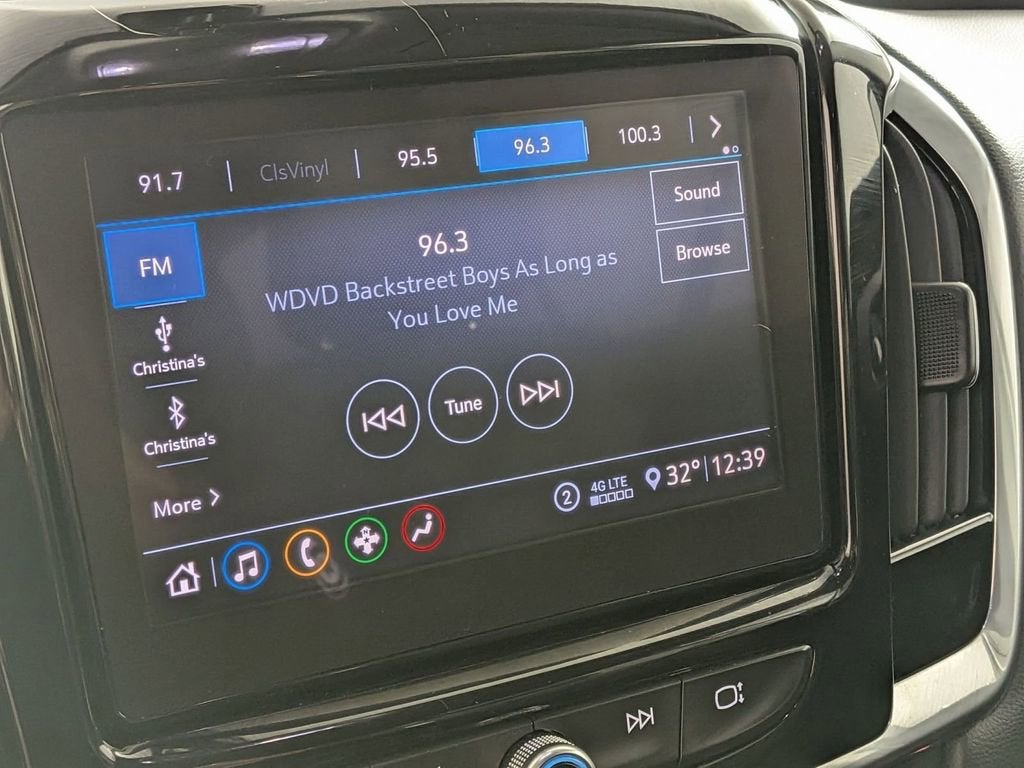 91.7 ClsVinyl 95.5 96.3 100.3
Sound
FM
96.3
Browse
WDVD Backstreet Boys As Long as
You Love Me
Christina's
Tune
Christina's
More
2 4G LTE 32° 12:39